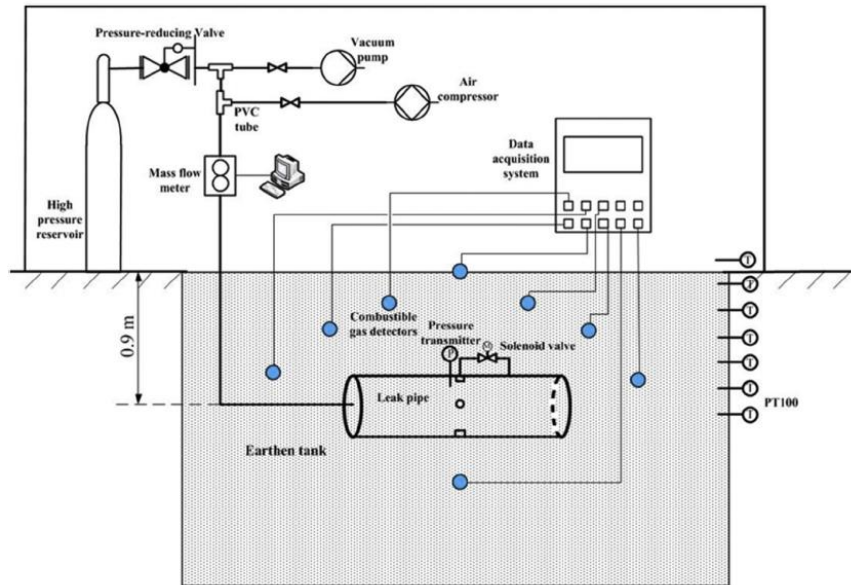 Pressure-reducing Valve
Vacuum
pump
Air
compressor
PVC
tube
Data
acquisition
system
Mass flow
meter
High
pressure
reservoir
0.9 m
Combustible
gas detectors
Pressure
transmitter
Solenoid valve
P
Leak pipe
PT100
Earthen tank